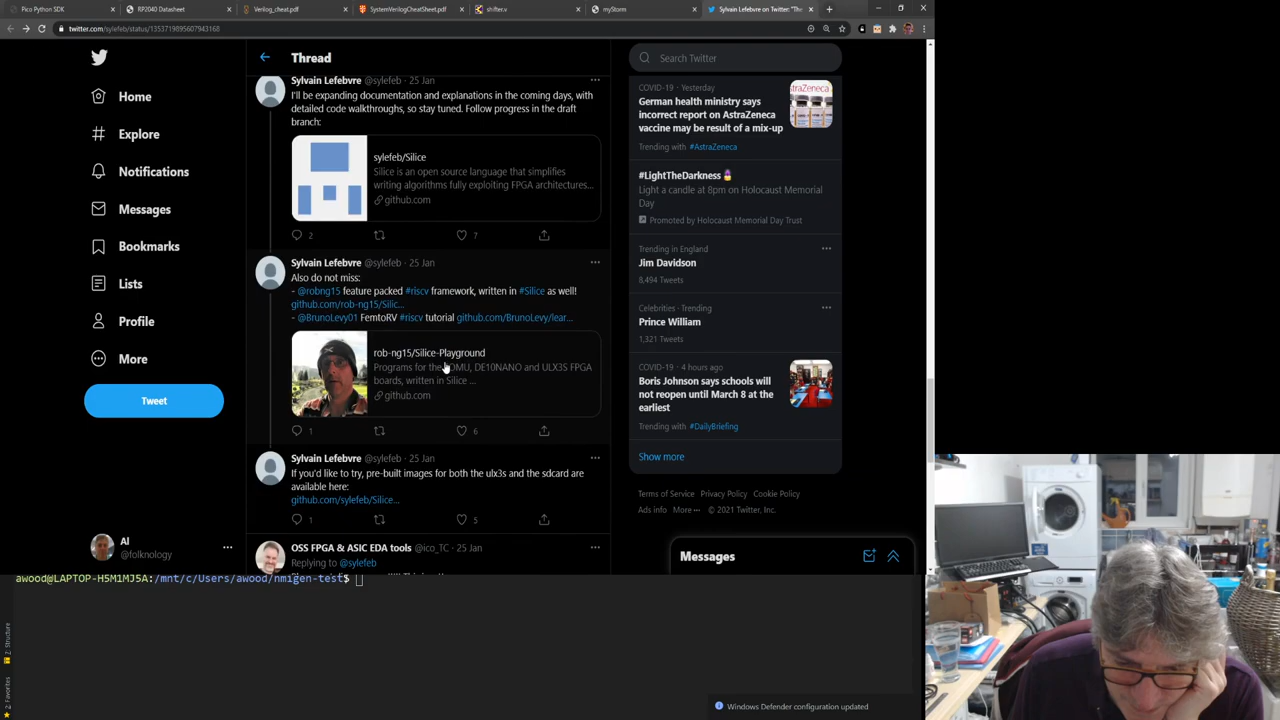 Pico Python SDK
RP2040 Datasheet
Verilog_cheat.pdf
SystemVerilogCheatSheet.pdf
shifter.v
myStorm
Sylvain Lefebvre on Twitter: "The
twitter.com/sylefeb/status/1353719895607943168
Home
Explore
Notifications
Messages
Bookmarks
Lists
Profile
More
Tweet
Al
@folknology
Thread
Sylvain Lefebvre @sylefeb · 25 Jan
I'll be expanding documentation and explanations in the coming days, with
detailed code walkthroughs, so stay tuned. Follow progress in the draft
branch:
sylefeb/Silice
Silice is an open source language that simplifies
writing algorithms fully exploiting FPGA architectures...
github.com
2
7
Sylvain Lefebvre @sylefeb · 25 Jan
Also do not miss:
- @robng15 feature packed #riscv framework, written in #Silice as well!
github.com/rob-ng15/Silic...
- @BrunoLevy01 FemtoRV #riscv tutorial github.com/BrunoLevy/lear...
rob-ng15/Silice-Playground
Programs for the FOMU, DE10NANO and ULX3S FPGA
boards, written in Silice ...
github.com
1
6
Sylvain Lefebvre @sylefeb · 25 Jan
If you'd like to try, pre-built images for both the ulx3s and the sdcard are
available here:
github.com/sylefeb/Silice...
1
5
OSS FPGA & ASIC EDA tools @ico_TC · 25 Jan
Replying to @sylefeb
Search Twitter
COVID-19 · Yesterday
German health ministry says
incorrect report on AstraZeneca
vaccine may be result of a mix-up
Trending with #AstraZeneca
#LightTheDarkness
Light a candle at 8pm on Holocaust Memorial
Day
Promoted by Holocaust Memorial Day Trust
Trending in England
Jim Davidson
8,494 Tweets
Celebrities · Trending
Prince William
1,321 Tweets
COVID-19 · 4 hours ago
Boris Johnson says schools will
not reopen until March 8 at the
earliest
Trending with #DailyBriefing
Show more
Terms of Service Privacy Policy Cookie Policy
Ads info More ··· © 2021 Twitter, Inc.
Messages
awood@LAPTOP-H5M1MJ5A:/mnt/c/Users/awood/nmigen-test$
2: Structure
2: Favorites
Windows Defender configuration updated